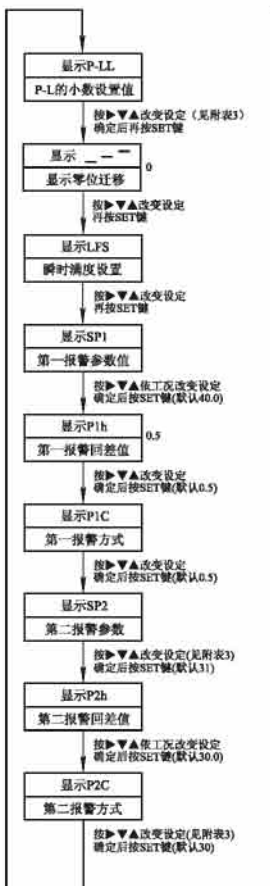 显示P-LL
P-L的小数设置值
按▶▼▲改变设定（见附表3）
确定后再按SET键
显示 _ – ‾
0
显示零位迁移
按▶▼▲改变设定
再按SET键
显示LFS
瞬时满度设置
按▶▼▲改变设定
再按SET键
显示SP1
第一报警参数值
按▶▼▲依工况改变设定
确定后按SET键(默认40.0)
显示P1h
0.5
第一报警回差值
按▶▼▲改变设定
确定后按SET键(默认0.5)
显示P1C
第一报警方式
按▶▼▲改变设定
确定后按SET键(默认0.5)
显示SP2
第二报警参数
按▶▼▲改变设定(见附表3)
确定后按SET键(默认31)
显示P2h
第二报警回差值
按▶▼▲依工况改变设定
确定后按SET键(默认30.0)
显示P2C
第二报警方式
按▶▼▲改变设定(见附表3)
确定后按SET键(默认30)